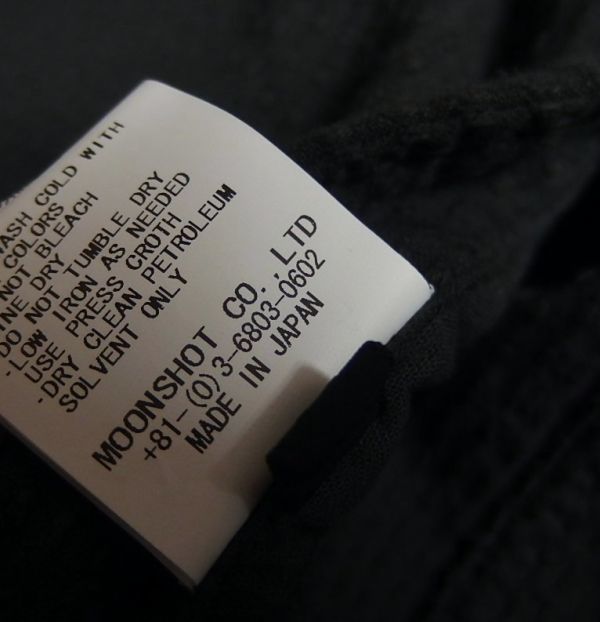 WASH COLD WITH
COLORS
NOT BLEACH
LINE DRY
DO NOT TUMBLE DRY
·LOW IRON AS NEEDED
USE PRESS CROTH
·DRY CLEAN PETROLEUM
SOLVENT ONLY
MOONSHOT CO.,LTD
+81-(0)3-6803-0602
MADE IN JAPAN